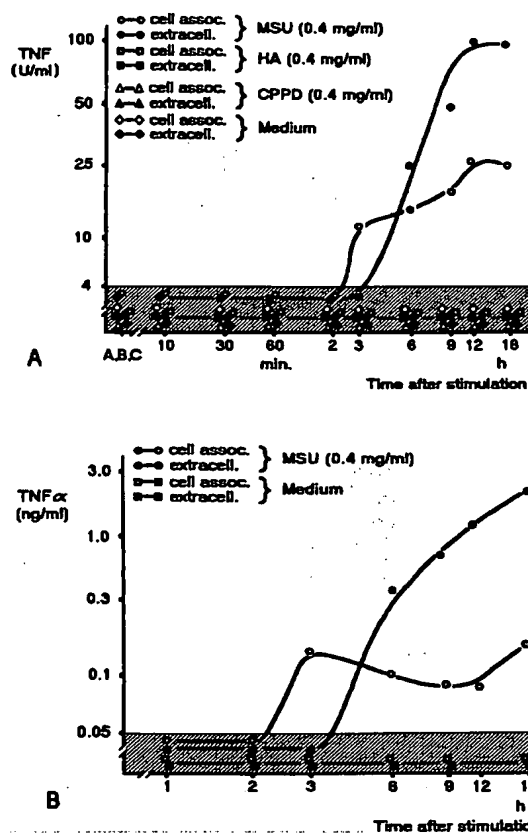 TNF
(U/ml)
cell assoc.
extracell.
} MSU (0.4 mg/ml)
cell assoc.
extracell.
} HA (0.4 mg/ml)
cell assoc.
extracell.
} CPPD (0.4 mg/ml)
cell assoc.
extracell.
} Medium
100
50
25
10
4
A,B,C 10 30 60 2 3 6 9 12 16
A min. h
Time after stimulation
TNFα
(ng/ml)
cell assoc.
extracell.
} MSU (0.4 mg/ml)
cell assoc.
extracell.
} Medium
3.0
1.0
0.3
0.1
0.05
1 2 3 6 9 12 1
B h
Time after stimulatio